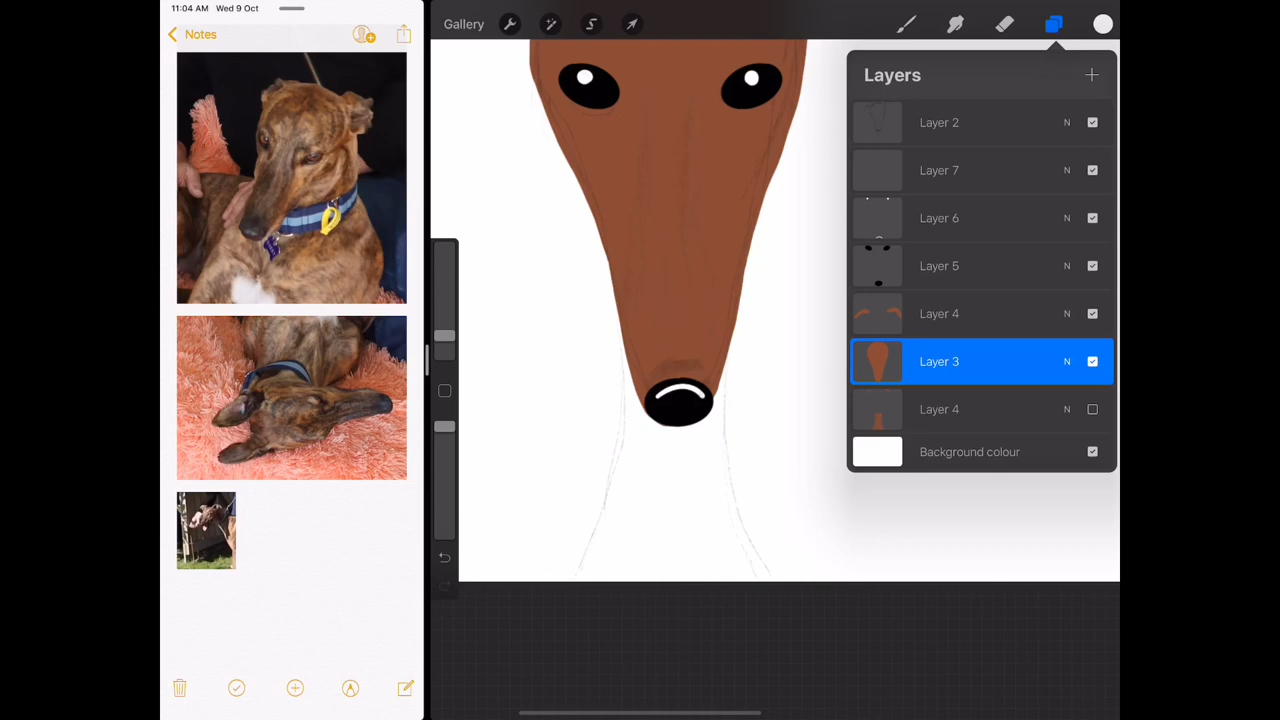 11:04 AM Wed 9 Oct
Notes
Gallery
Layers
Layer 2 N
Layer 7 N
Layer 6 N
Layer 5 N
Layer 4 N
Layer 3 N
Layer 4 N
Background colour